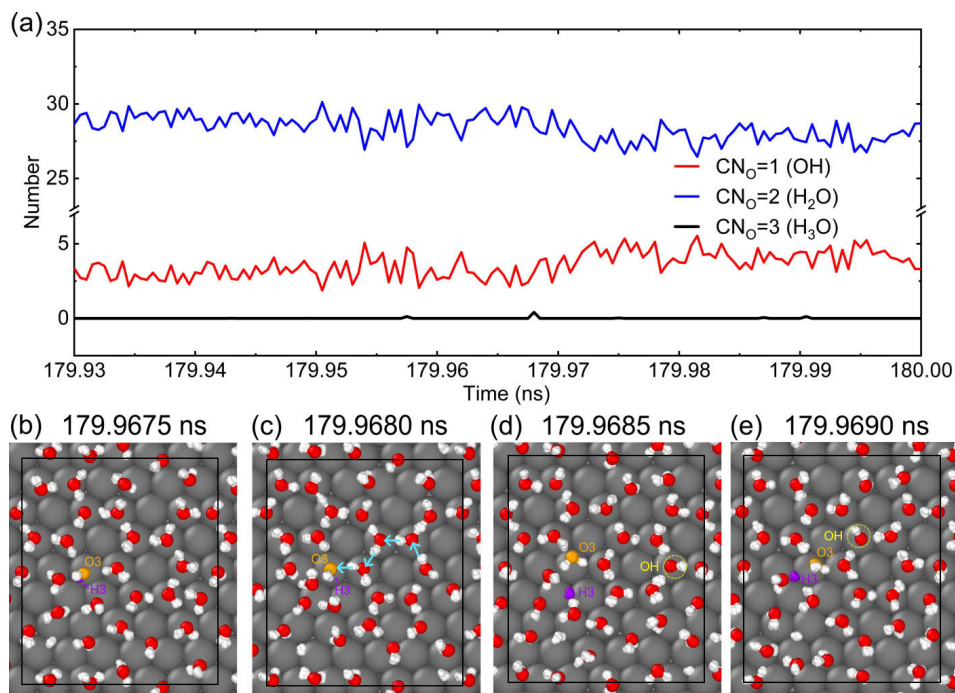 (a)
35
30
25
5
0
Number
CN_O=1 (OH)
CN_O=2 (H₂O)
CN_O=3 (H₃O)
179.93 179.94 179.95 179.96 179.97 179.98 179.99 180.00
Time (ns)
(b) 179.9675 ns (c) 179.9680 ns (d) 179.9685 ns (e) 179.9690 ns
O3
H3
O3
H3
O3
OH
H3
OH
O3
H3